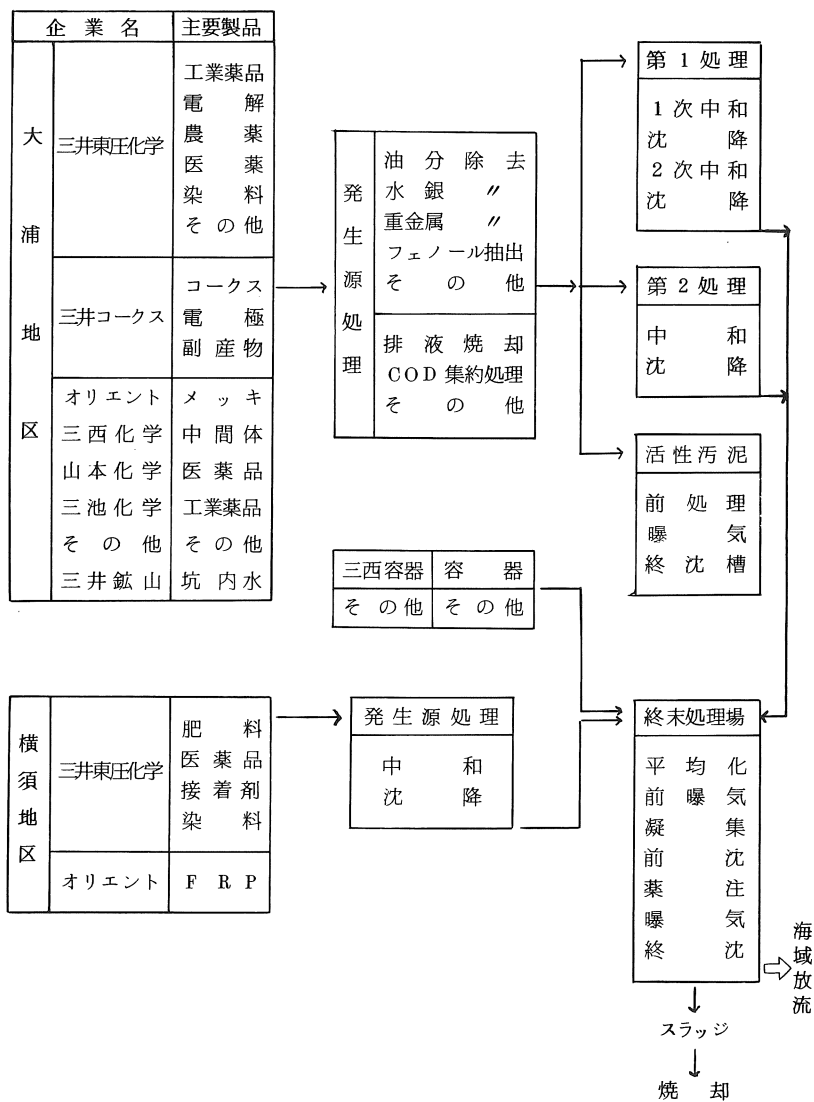 企業名 主要製品
大浦地区
三井東圧化学
工業薬品
電解
農薬
医薬
染料
その他
三井コークス
コークス
電極
副産物
オリエント メッキ
三西化学 中間体
山本化学 医薬品
三池化学 工業薬品
その他 その他
三井鉱山 坑内水
発生源処理
油分除去
水銀 〃
重金属 〃
フェノール抽出
その他
排液焼却
COD集約処理
その他
第1処理
1次中和
沈降
2次中和
沈降
第2処理
中和
沈降
活性汚泥
前処理
曝気
終沈槽
三西容器 容器
その他 その他
横須地区
三井東圧化学
肥料
医薬品
接着剤
染料
オリエント FRP
発生源処理
中和
沈降
終末処理場
平均化
前曝気
凝集
前沈
薬注
曝気
終沈
海域放流
スラッジ
焼却